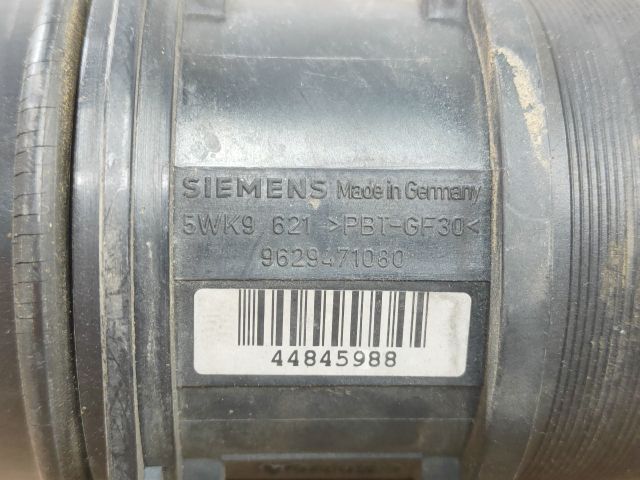 SIEMENS Made in Germany
5WK9 621 >PBT-GF30<
9629471080
44845988